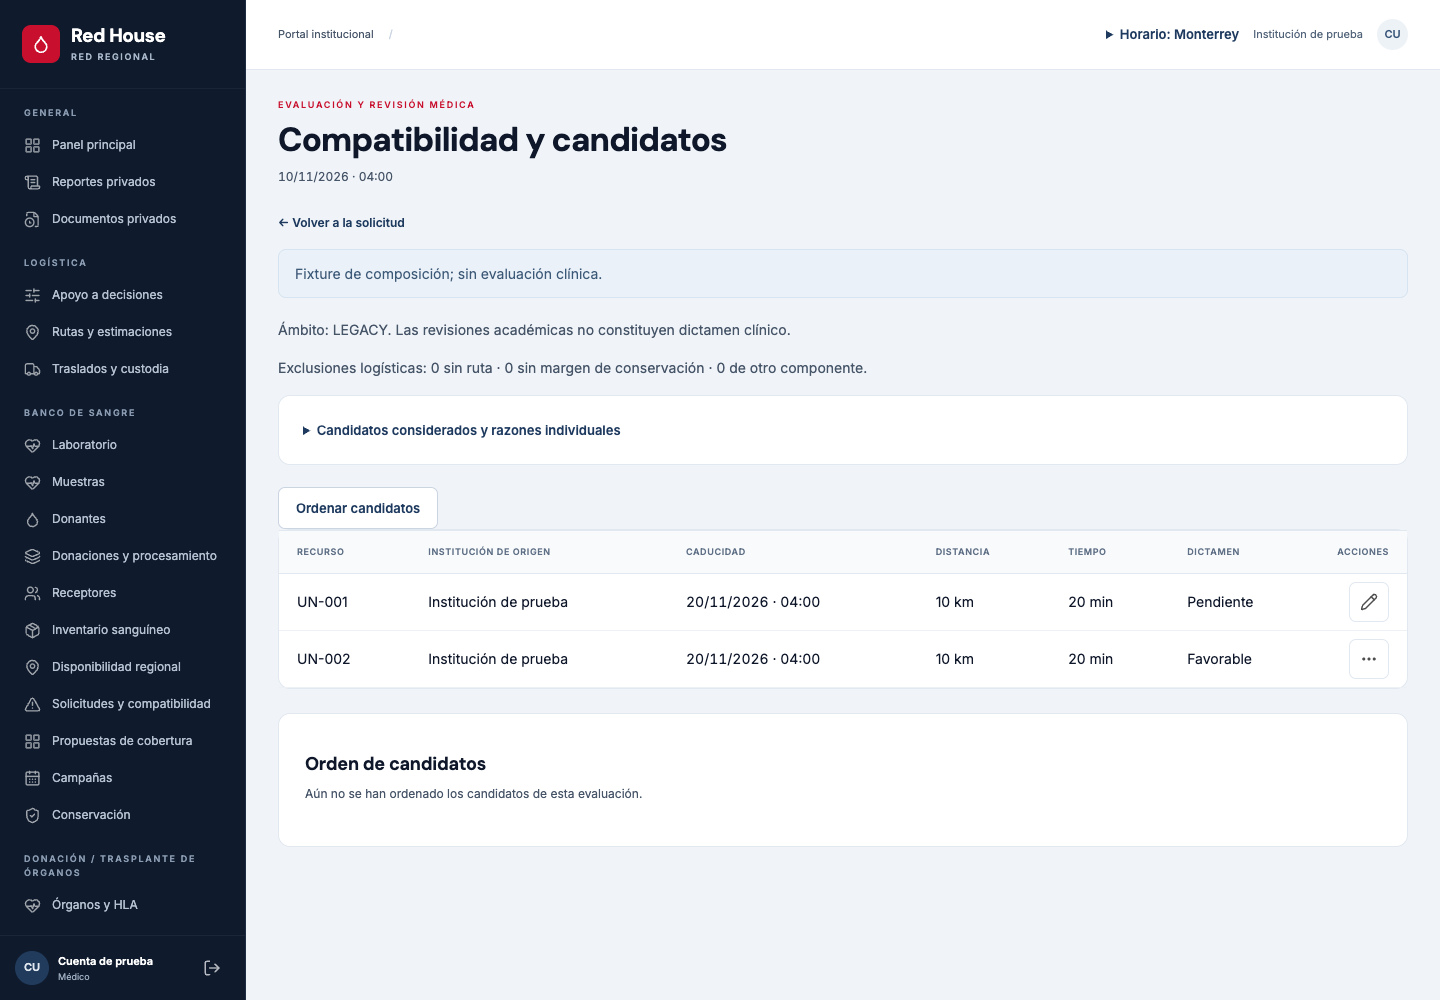 Red House
RED REGIONAL
GENERAL
Panel principal
Reportes privados
Documentos privados
LOGÍSTICA
Apoyo a decisiones
Rutas y estimaciones
Traslados y custodia
BANCO DE SANGRE
Laboratorio
Muestras
Donantes
Donaciones y procesamiento
Receptores
Inventario sanguíneo
Disponibilidad regional
Solicitudes y compatibilidad
Propuestas de cobertura
Campañas
Conservación
DONACIÓN / TRASPLANTE DE
ÓRGANOS
Órganos y HLA
CU
Cuenta de prueba
Médico
Portal institucional /
▶ Horario: Monterrey Institución de prueba CU
EVALUACIÓN Y REVISIÓN MÉDICA
Compatibilidad y candidatos
10/11/2026 · 04:00
← Volver a la solicitud
Fixture de composición; sin evaluación clínica.
Ámbito: LEGACY. Las revisiones académicas no constituyen dictamen clínico.
Exclusiones logísticas: 0 sin ruta · 0 sin margen de conservación · 0 de otro componente.
▶ Candidatos considerados y razones individuales
Ordenar candidatos
RECURSO INSTITUCIÓN DE ORIGEN CADUCIDAD DISTANCIA TIEMPO DICTAMEN ACCIONES
UN-001 Institución de prueba 20/11/2026 · 04:00 10 km 20 min Pendiente
UN-002 Institución de prueba 20/11/2026 · 04:00 10 km 20 min Favorable
Orden de candidatos
Aún no se han ordenado los candidatos de esta evaluación.